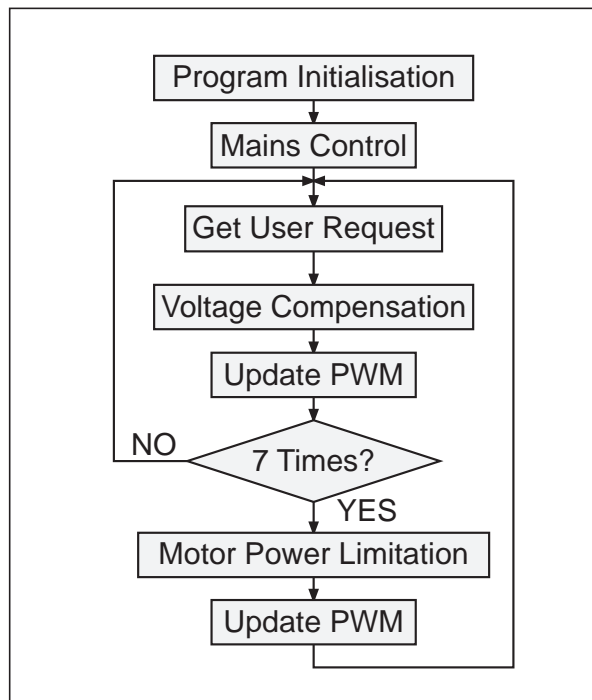 Program Initialisation
Mains Control
Get User Request
Voltage Compensation
Update PWM
7 Times?
NO
YES
Motor Power Limitation
Update PWM